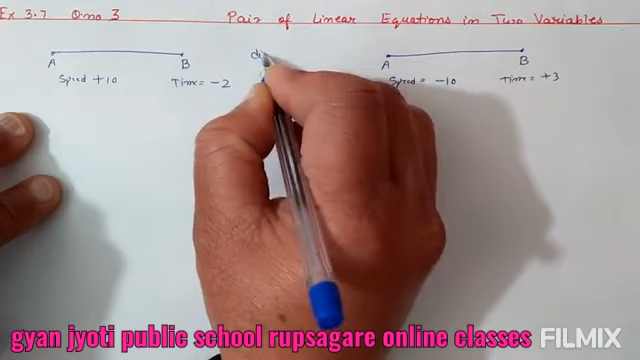 Ex 3.7 Q.no 3 Pair of Linear Equations in Two Variables
A B A B
Speed +10 Time = -2 Speed = -10 Time = +3
gyan jyoti public school rupsagare online classes FILMIX